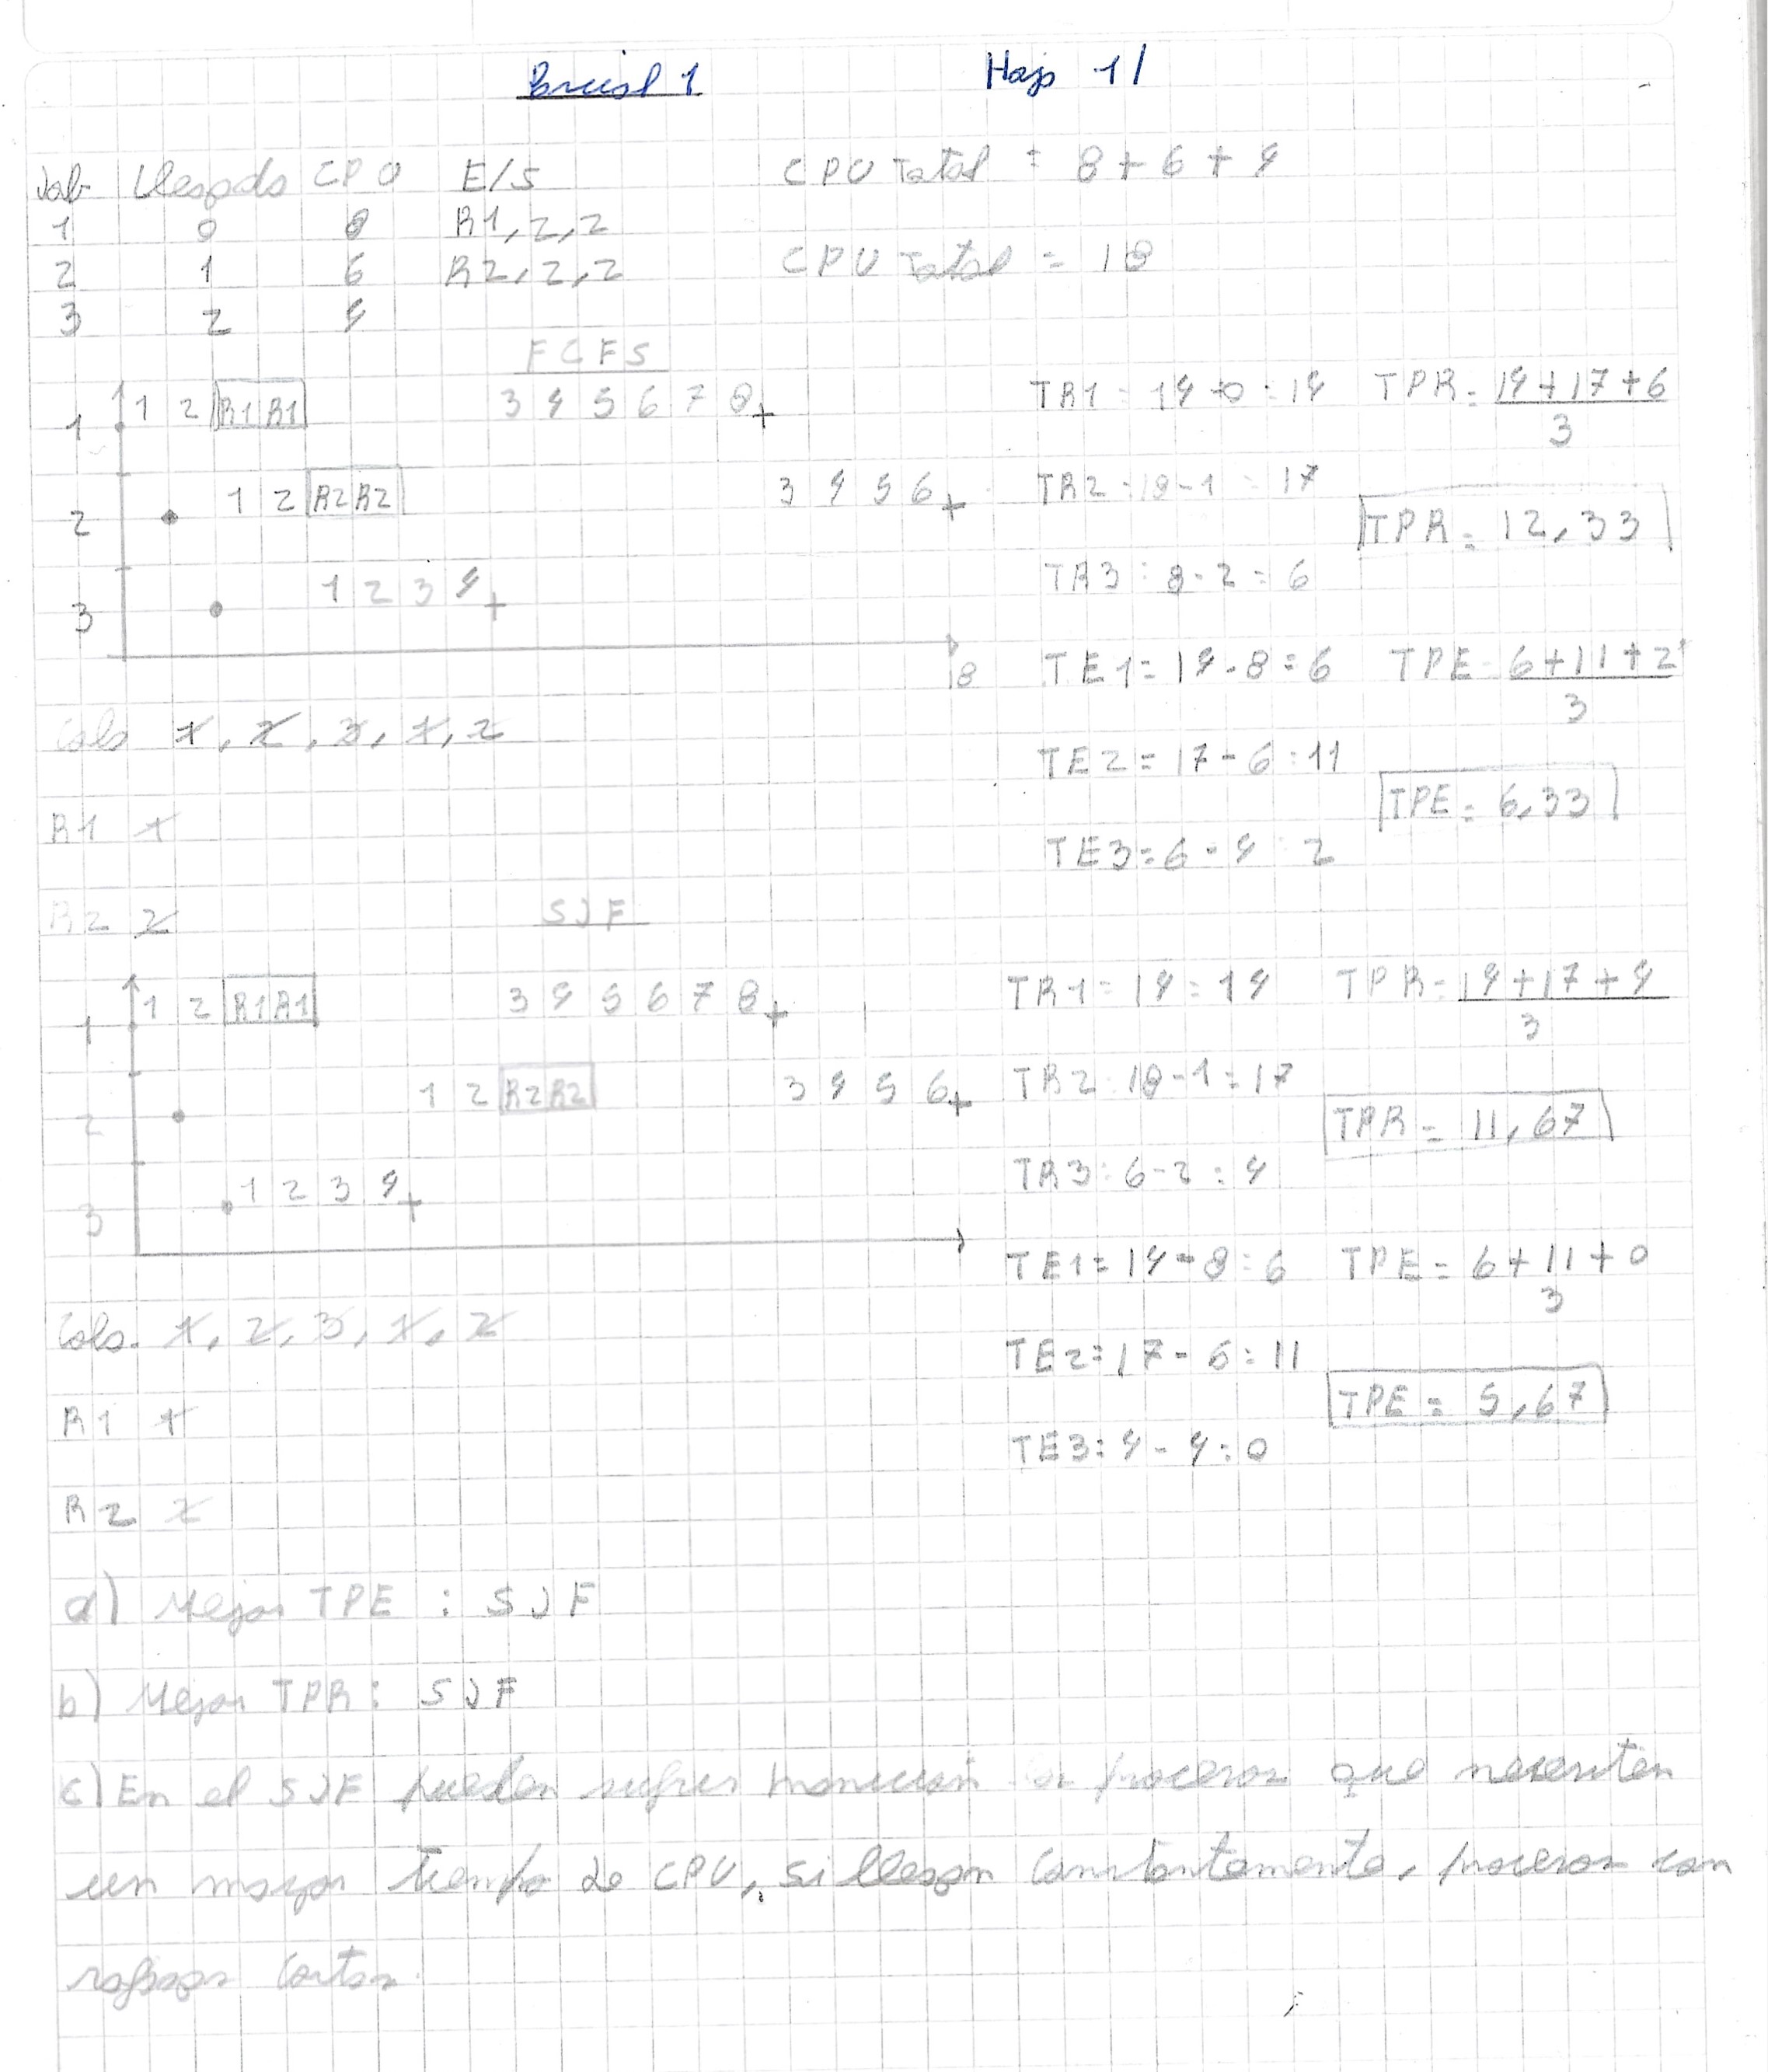 Parcial 1 Hoja 1/
Job Llegada CPU E/S CPU Total = 8 + 6 + 4
1 0 8 R1,2,2
2 1 6 R2,2,2 CPU Total = 18
3 2 4
FCFS
1 1 2 R1 R1 3 4 5 6 7 8 TR1 = 14-0 = 14 TPR = 14+17+6
3
2 1 2 R2 R2 3 4 5 6 TR2 = 18-1 = 17
TPR = 12,33
3 1 2 3 4 TR3 = 8-2 = 6
18 TE1 = 14-8 = 6 TPE = 6+11+2
3
Cola 1, 2, 3, 1, 2
TE2 = 17-6 = 11
TPE = 6,33
R1 1
TE3 = 6-4 = 2
R2 2 SJF
1 1 2 R1 R1 3 4 5 6 7 8 TR1 = 14 = 14 TPR = 14+17+4
3
2 1 2 R2 R2 3 4 5 6 TR2 = 18-1 = 17
TPR = 11,67
3 1 2 3 4 TR3 = 6-2 = 4
TE1 = 14-8 = 6 TPE = 6+11+0
3
Cola. 1, 2, 3, 1, 2
TE2 = 17-6 = 11
TPE = 5,67
R1 1
TE3 = 4-4 = 0
R2 2
a) Mejor TPE : SJF
b) Mejor TPR : SJF
c) En el SJF pueden sufrir inanición los procesos que necesiten
un mayor tiempo de CPU, si llegan constantemente, procesos con
ráfagas cortas.